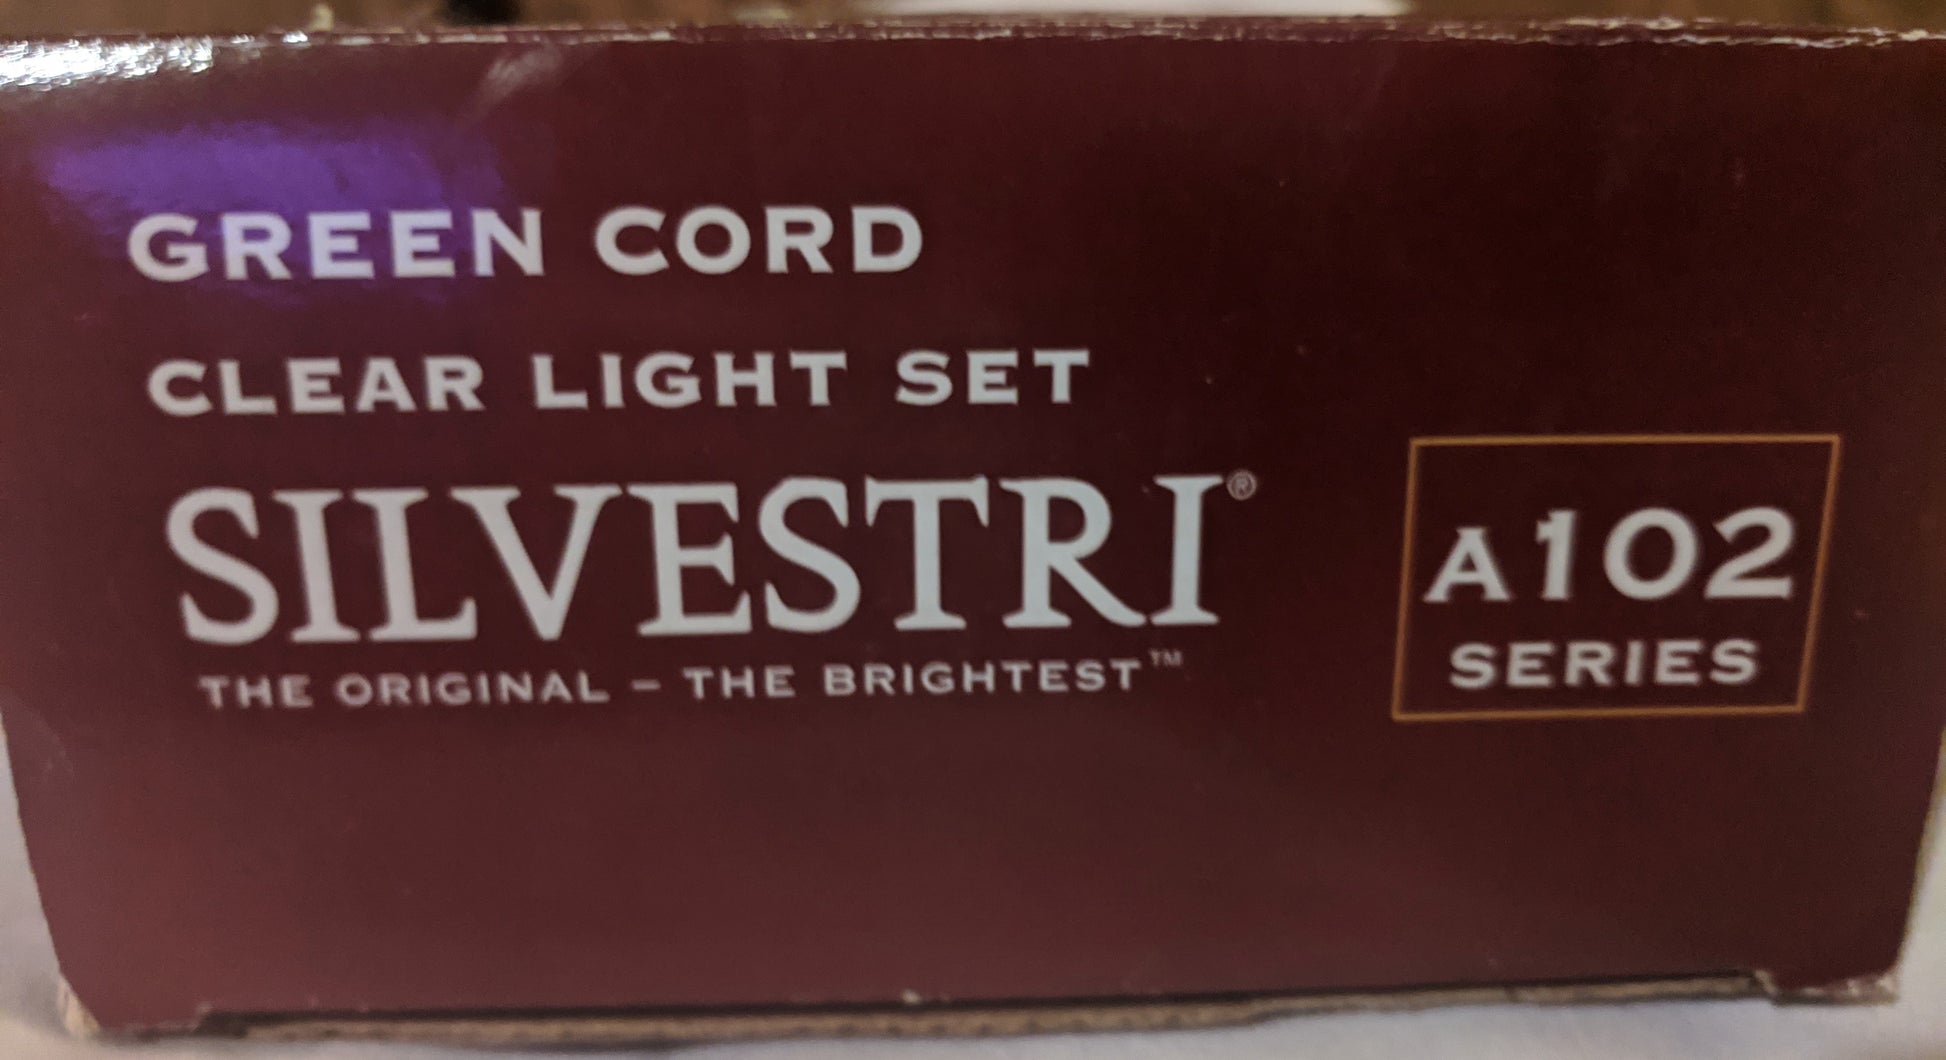 GREEN CORD
CLEAR LIGHT SET
SILVESTRI®
THE ORIGINAL – THE BRIGHTEST™
A102
SERIES